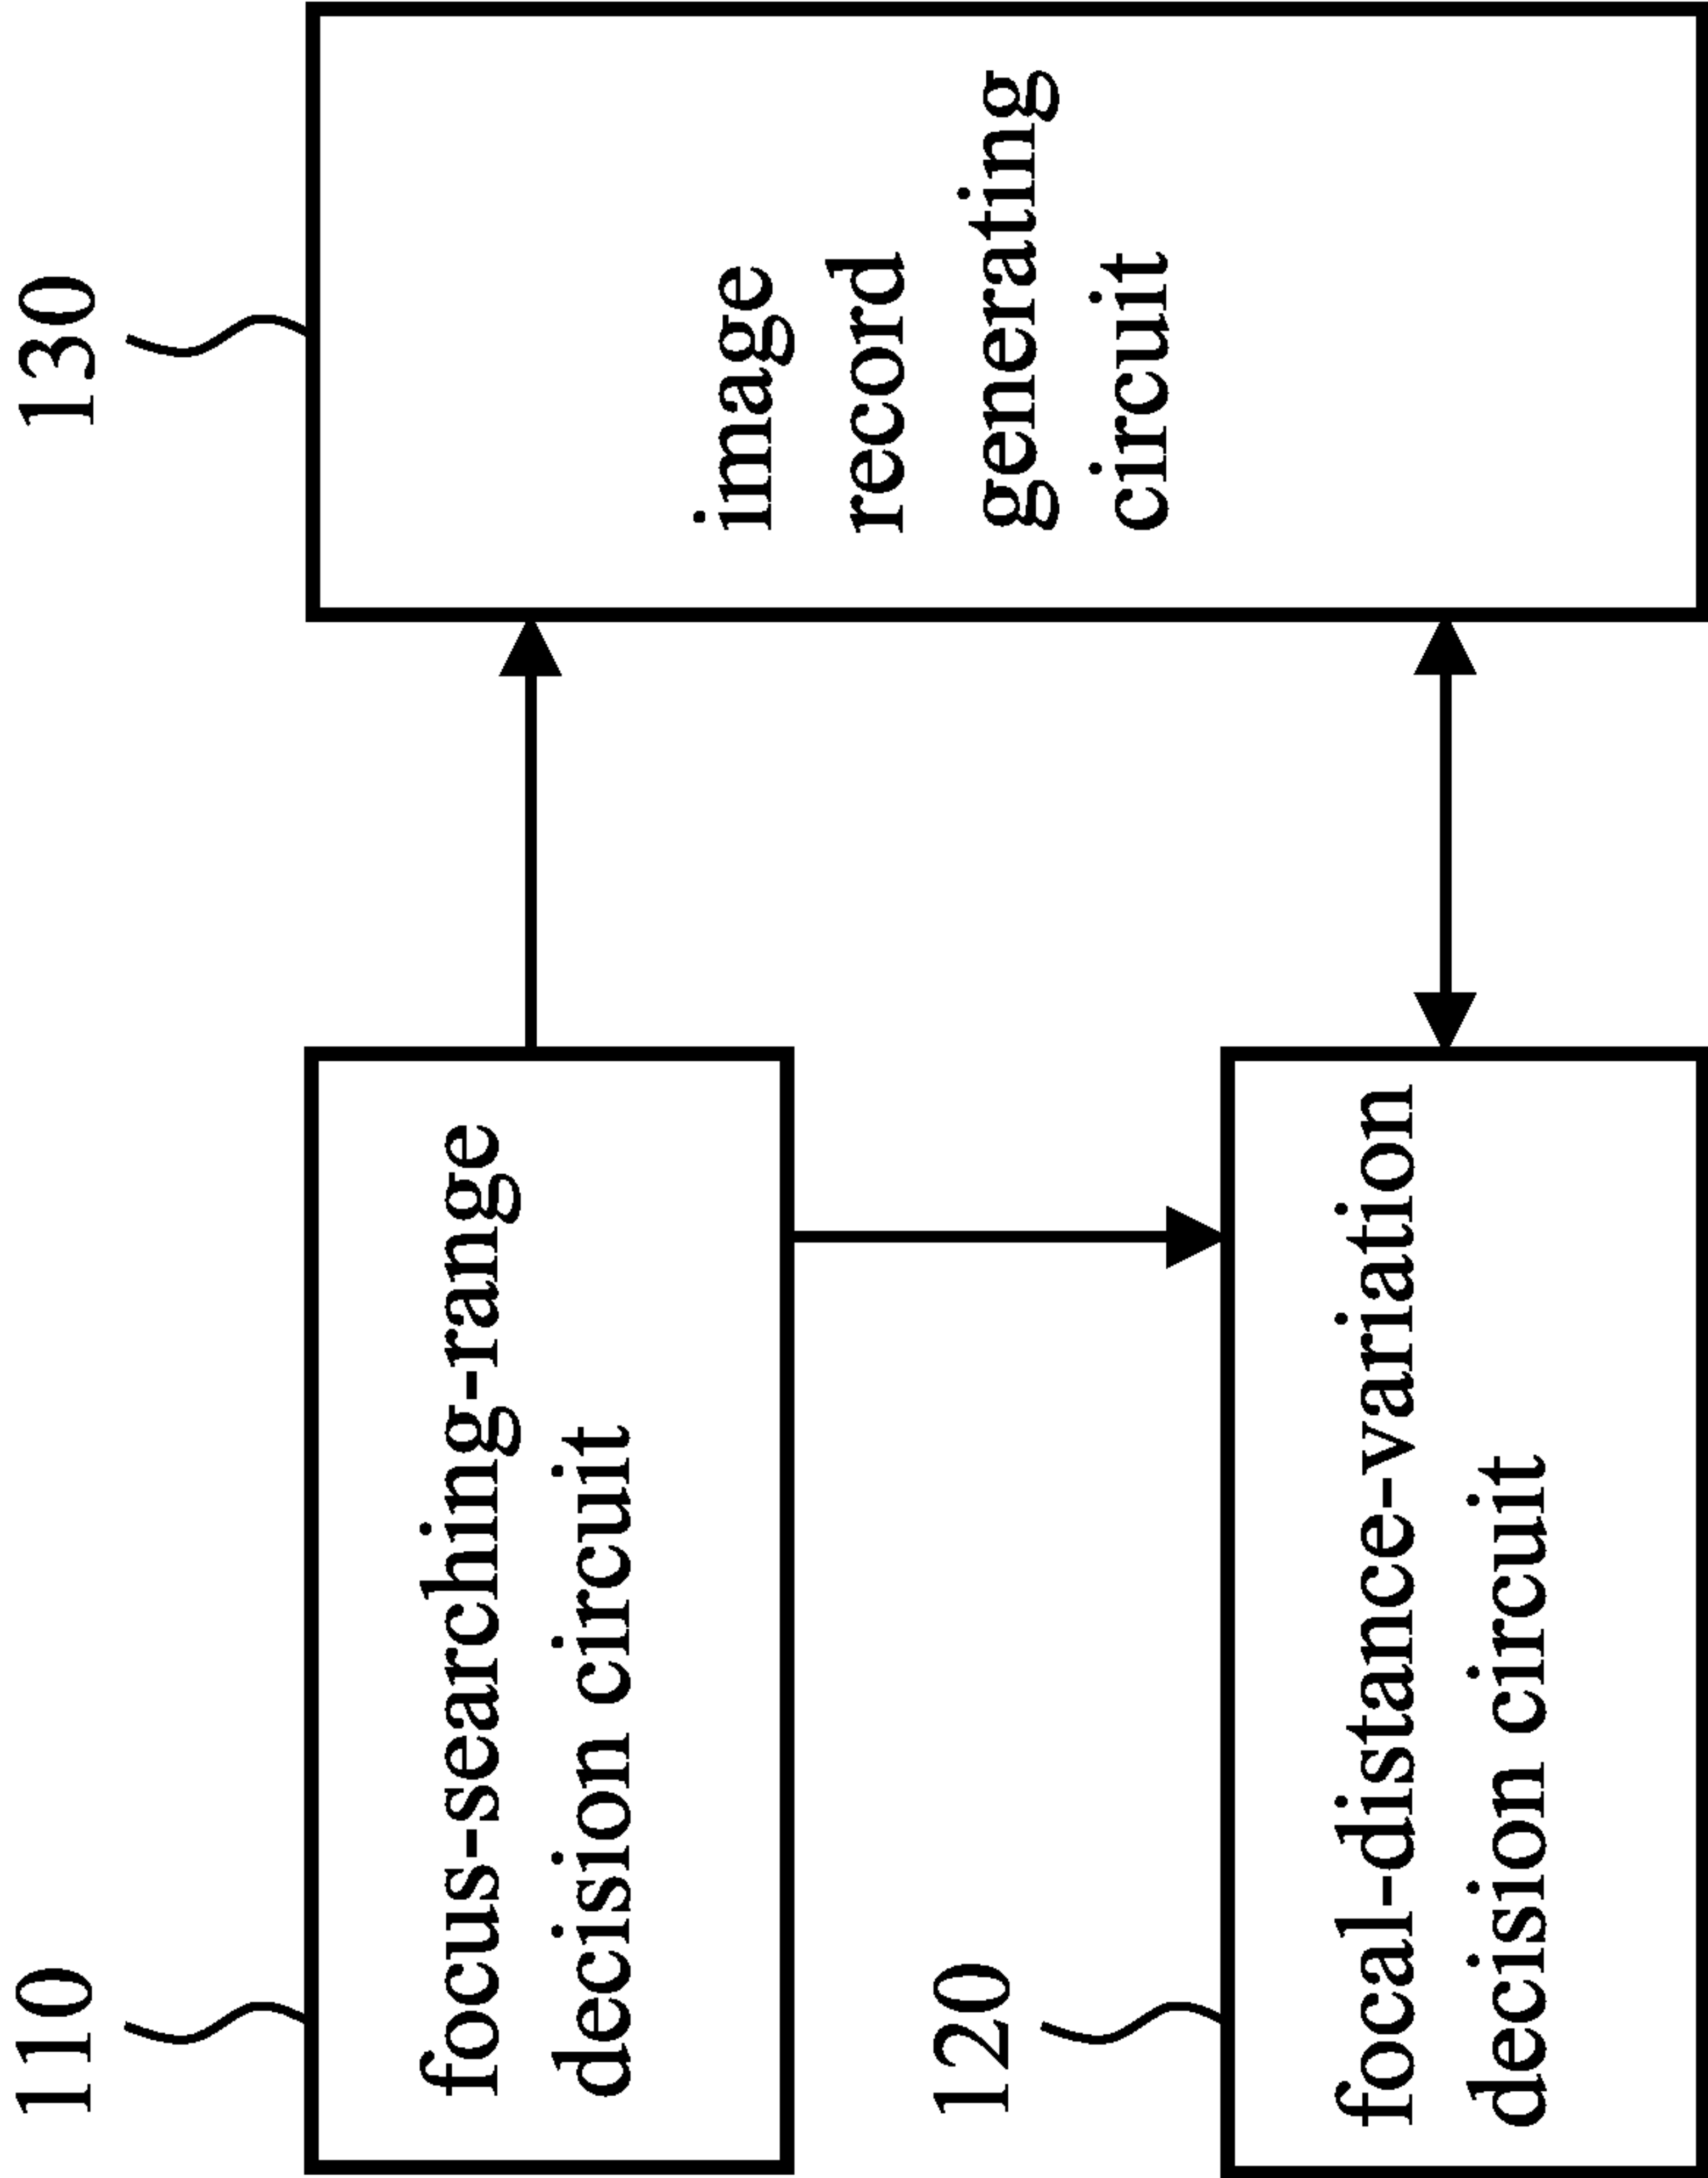 110
focus-searching-range
decision circuit
120
focal-distance-variation
decision circuit
130
image
record
generating
circuit